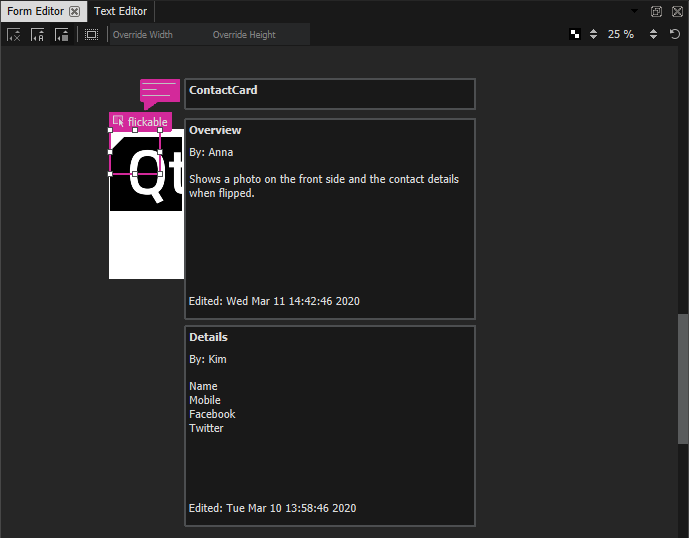 Form Editor
Text Editor
Override Width
Override Height
25 %
ContactCard
flickable
Qt
Overview
By: Anna
Shows a photo on the front side and the contact details
when flipped.
Edited: Wed Mar 11 14:42:46 2020
Details
By: Kim
Name
Mobile
Facebook
Twitter
Edited: Tue Mar 10 13:58:46 2020